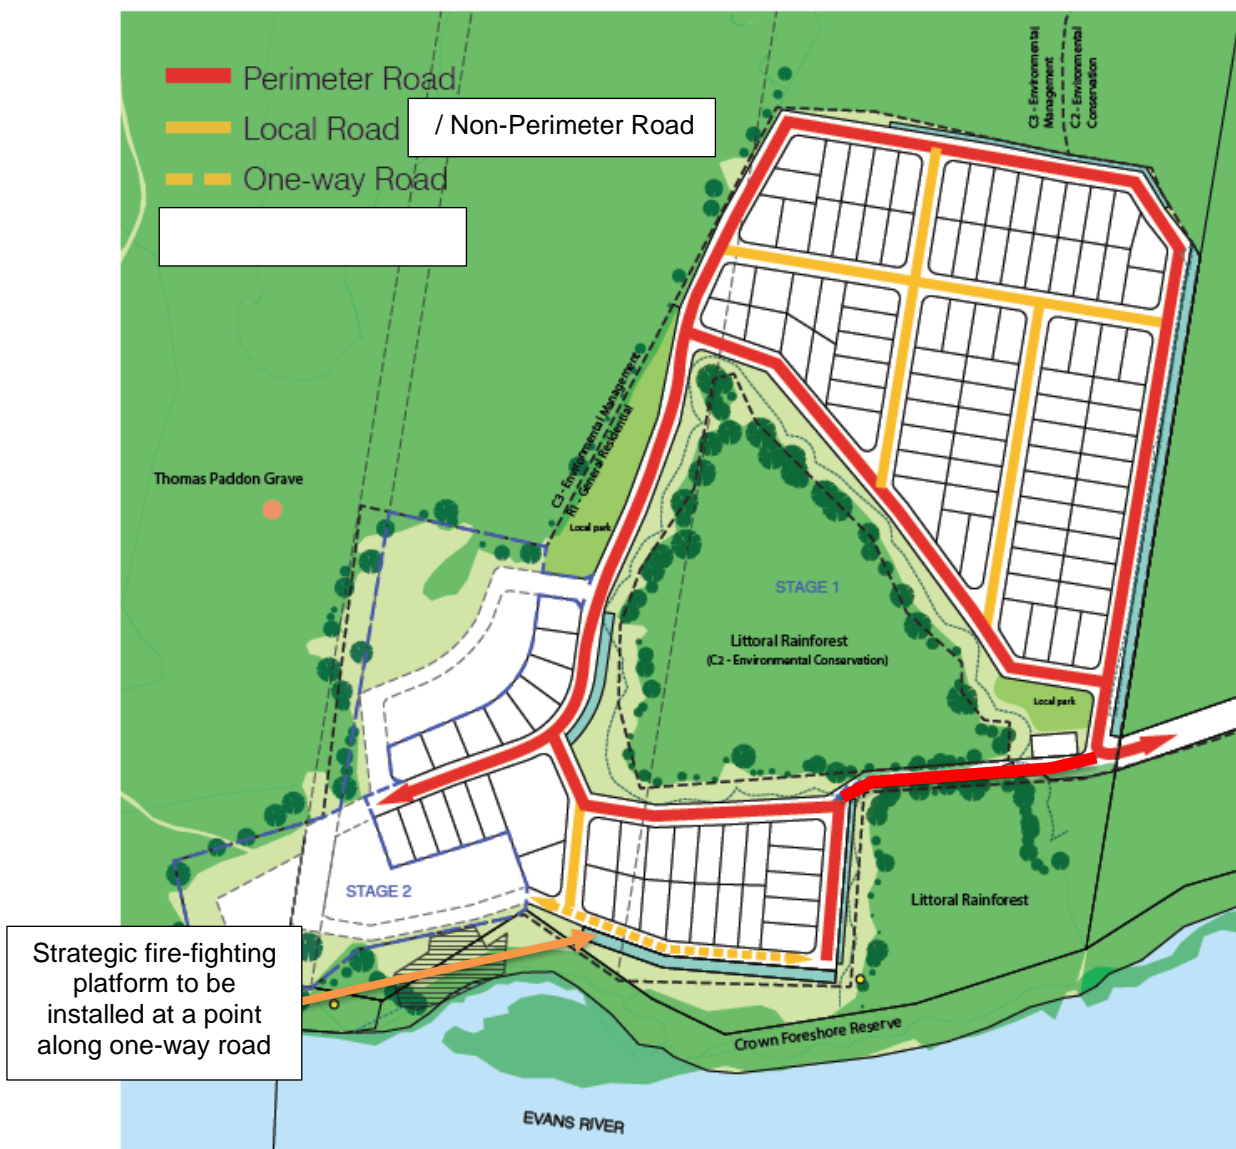 Perimeter Road
Local Road
/ Non-Perimeter Road
One-way Road
C3 - Environmental
Management
C2 - Environmental
Conservation
C3 - Environmental Management
R1 - General Residential
Thomas Paddon Grave
Local park
STAGE 1
Littoral Rainforest
(C2 - Environmental Conservation)
Local park
STAGE 2
Littoral Rainforest
Strategic fire-fighting
platform to be
installed at a point
along one-way road
Crown Foreshore Reserve
EVANS RIVER